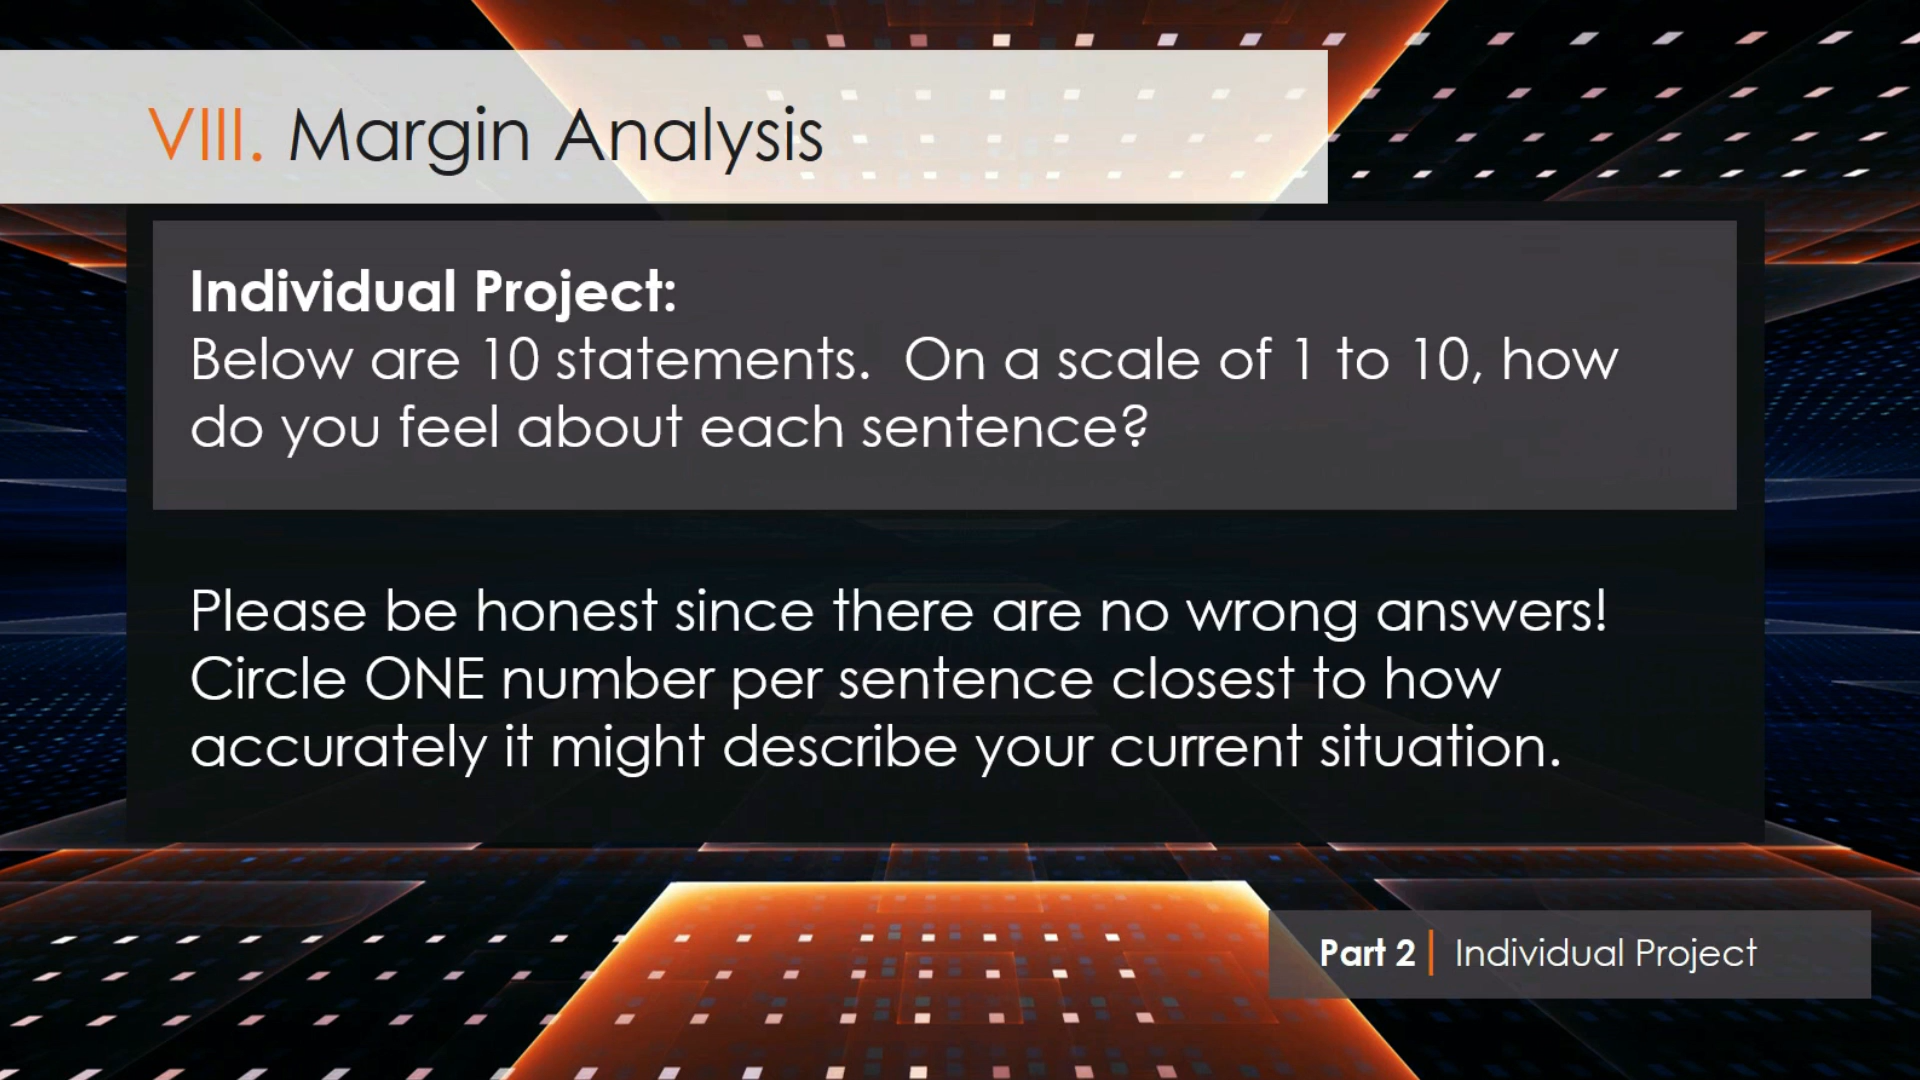 VIII. Margin Analysis
Individual Project:
Below are 10 statements.  On a scale of 1 to 10, how
do you feel about each sentence?
Please be honest since there are no wrong answers!
Circle ONE number per sentence closest to how
accurately it might describe your current situation.
Part 2 | Individual Project